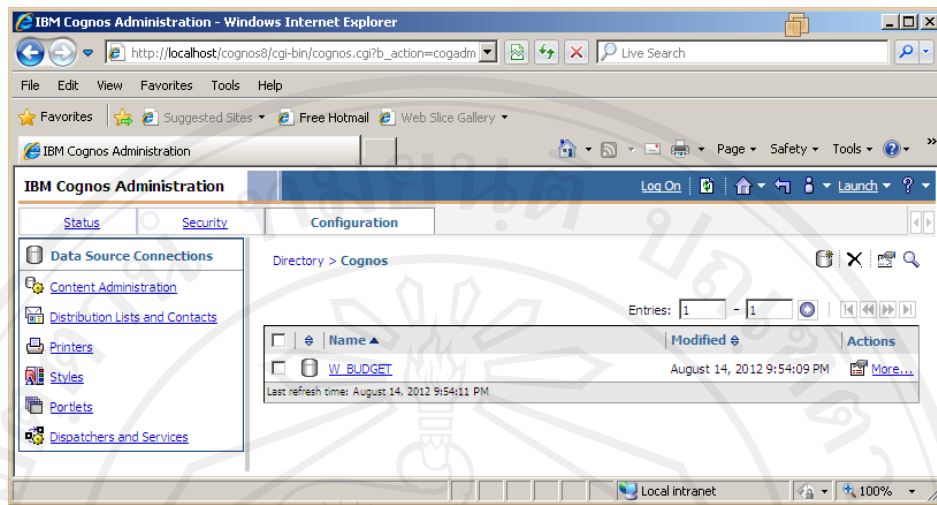 IBM Cognos Administration - Windows Internet Explorer
http://localhost/cognos8/cgi-bin/cognos.cgi?b_action=cogadm
Live Search
File Edit View Favorites Tools Help
Favorites Suggested Sites Free Hotmail Web Slice Gallery
IBM Cognos Administration
Page Safety Tools »
IBM Cognos Administration
Log On Launch ?
Status Security Configuration
Data Source Connections
Content Administration
Distribution Lists and Contacts
Printers
Styles
Portlets
Dispatchers and Services
Directory > Cognos
Entries: 1 - 1
Name Modified Actions
W_BUDGET August 14, 2012 9:54:09 PM More...
Last refresh time: August 14, 2012 9:54:11 PM
Local intranet 100%